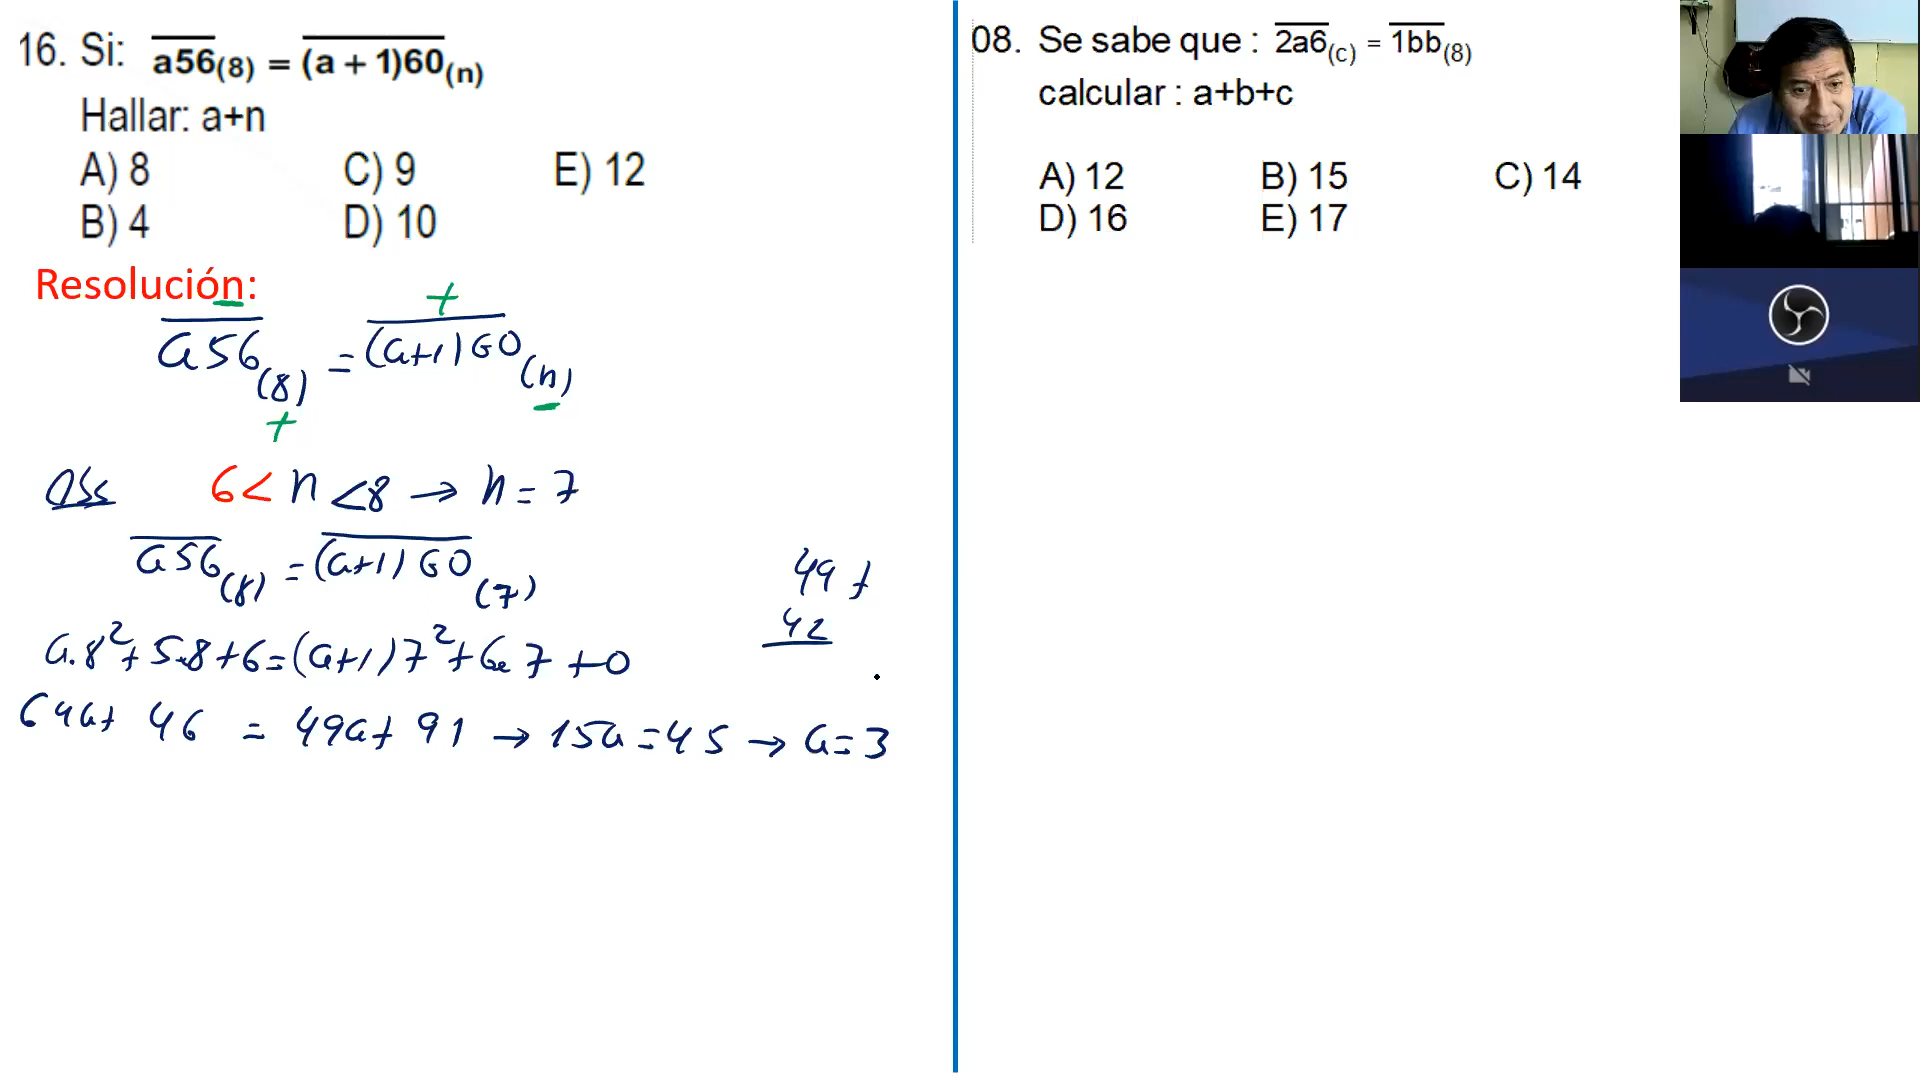 16. Si: a56(8) = (a + 1)60(n)
Hallar: a+n
A) 8 C) 9 E) 12
B) 4 D) 10
Resolución:
a56(8) = (a+1)60(n)
+ +
Obs 6 < n < 8 → n = 7
a56(8) = (a+1)60(7)
a.8²+5.8+6=(a+1)7²+6.7+0
64a+ 46 = 49a+ 91 → 15a=45 → a=3
49 +
42
08. Se sabe que : 2a6(c) = 1bb(8)
calcular : a+b+c
A) 12 B) 15 C) 14
D) 16 E) 17